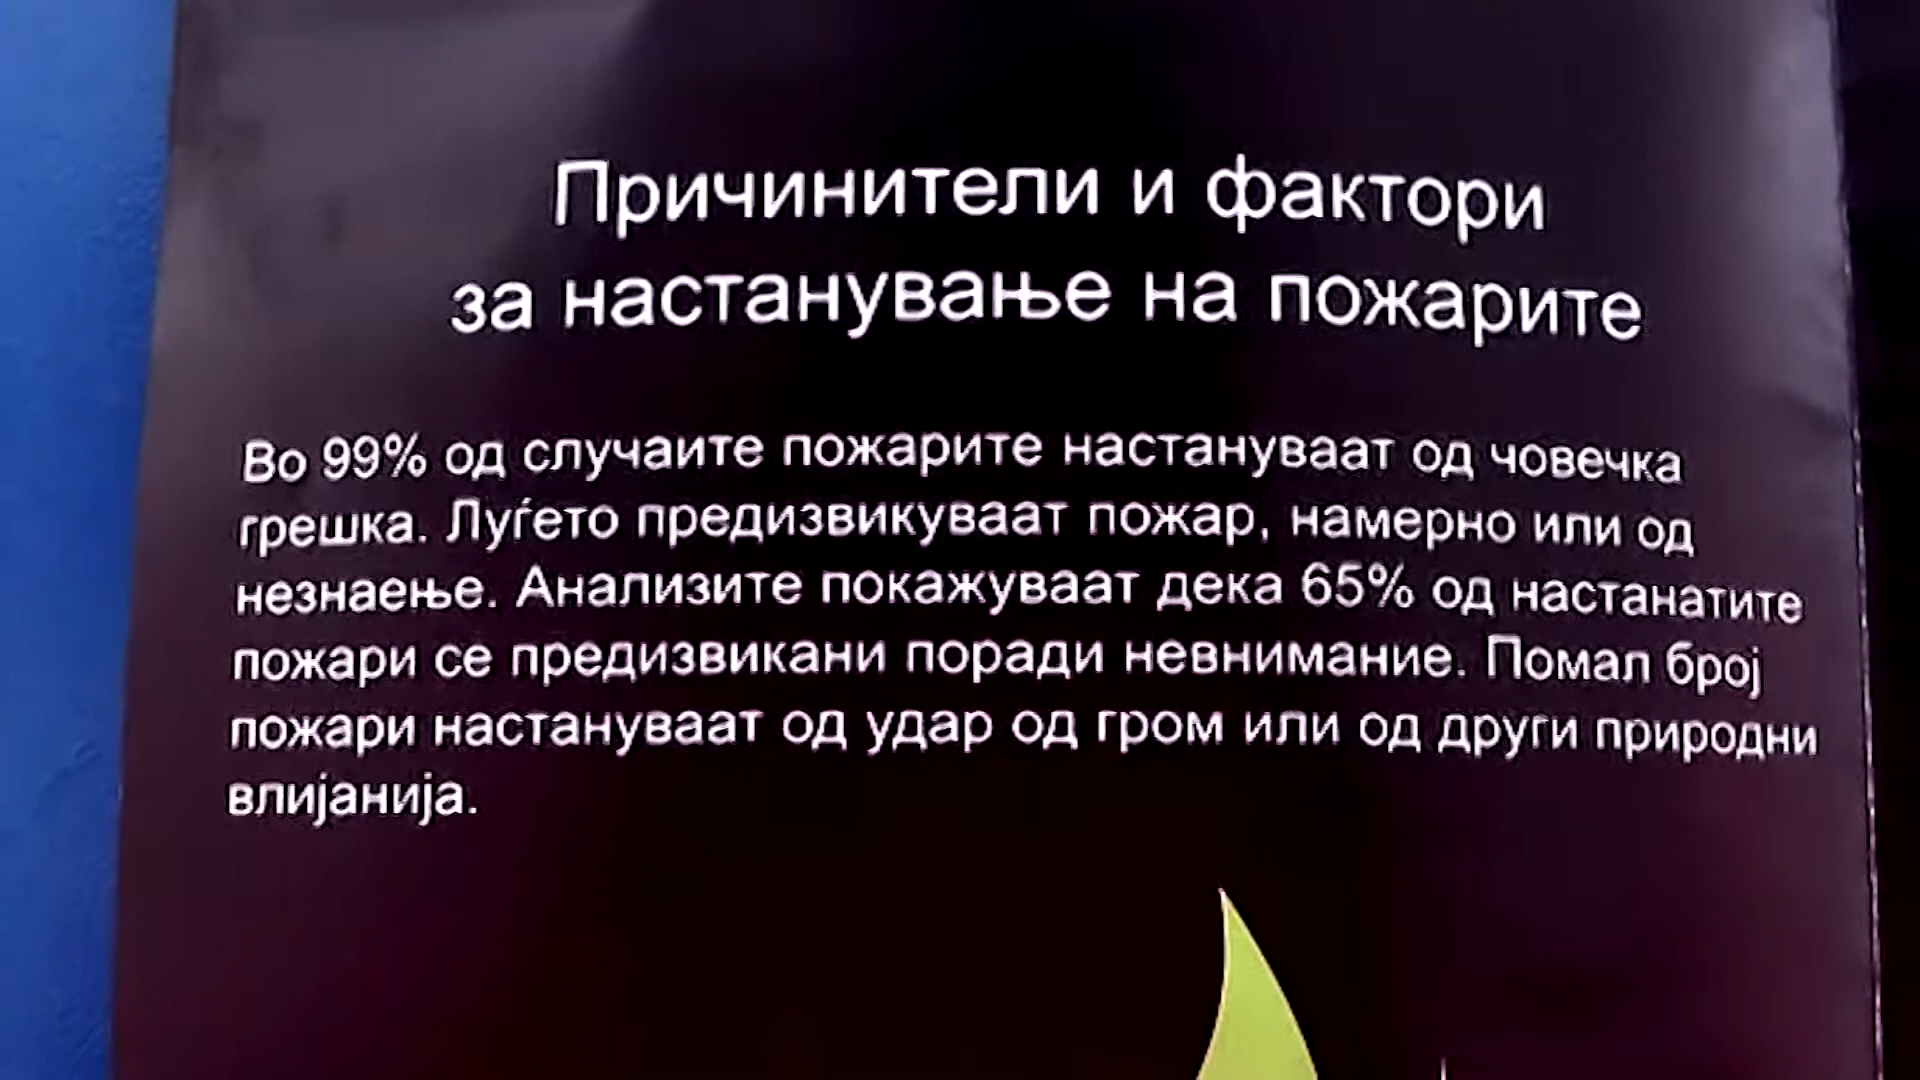 Причинители и фактори
за настанување на пожарите
Во 99% од случаите пожарите настануваат од човечка
грешка. Луѓето предизвикуваат пожар, намерно или од
незнаење. Анализите покажуваат дека 65% од настанатите
пожари се предизвикани поради невнимание. Помал број
пожари настануваат од удар од гром или од други природни
влијанија.